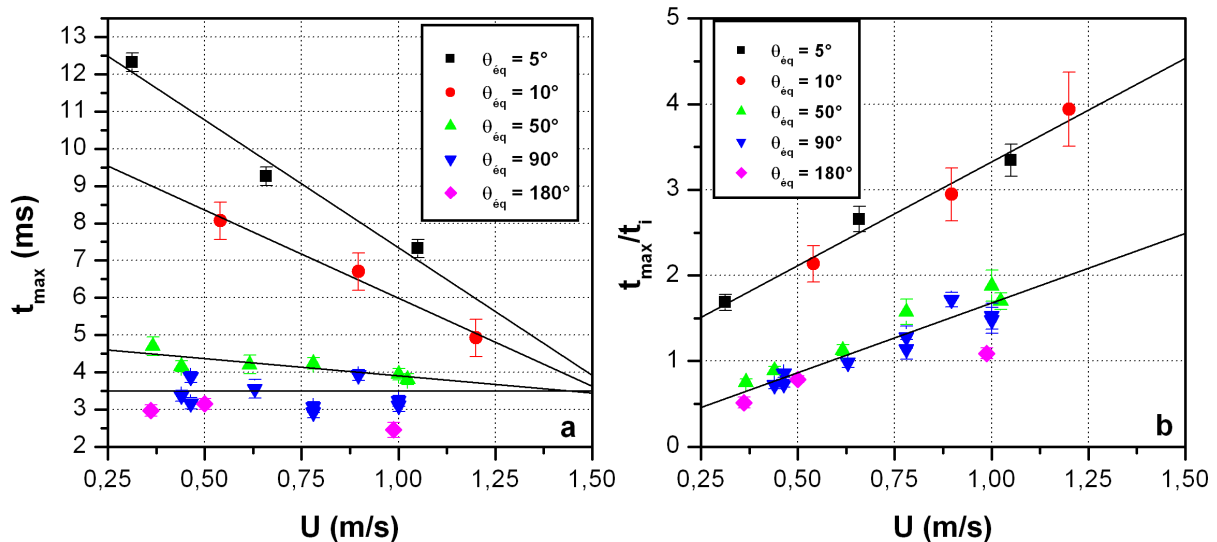 13
12
11
10
9
8
7
6
5
4
3
2
t_max (ms)
0,25 0,50 0,75 1,00 1,25 1,50
U (m/s)
θ_éq = 5°
θ_éq = 10°
θ_éq = 50°
θ_éq = 90°
θ_éq = 180°
a
5
4
3
2
1
0
t_max/t_i
0,25 0,50 0,75 1,00 1,25 1,50
U (m/s)
θ_éq = 5°
θ_éq = 10°
θ_éq = 50°
θ_éq = 90°
θ_éq = 180°
b